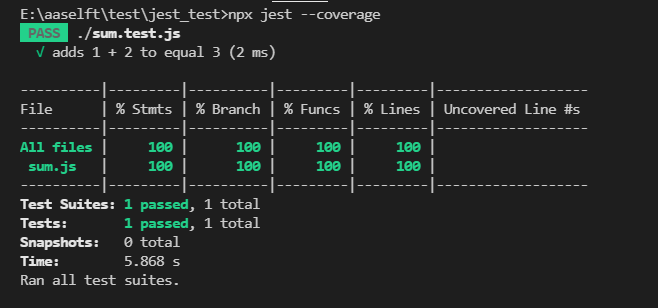 E:\aaselft\test\jest_test>npx jest --coverage
PASS ./sum.test.js
√ adds 1 + 2 to equal 3 (2 ms)
----------|---------|----------|---------|---------|-------------------
File      | % Stmts | % Branch | % Funcs | % Lines | Uncovered Line #s
----------|---------|----------|---------|---------|-------------------
All files |     100 |      100 |     100 |     100 |
 sum.js   |     100 |      100 |     100 |     100 |
----------|---------|----------|---------|---------|-------------------
Test Suites: 1 passed, 1 total
Tests:       1 passed, 1 total
Snapshots:   0 total
Time:        5.868 s
Ran all test suites.